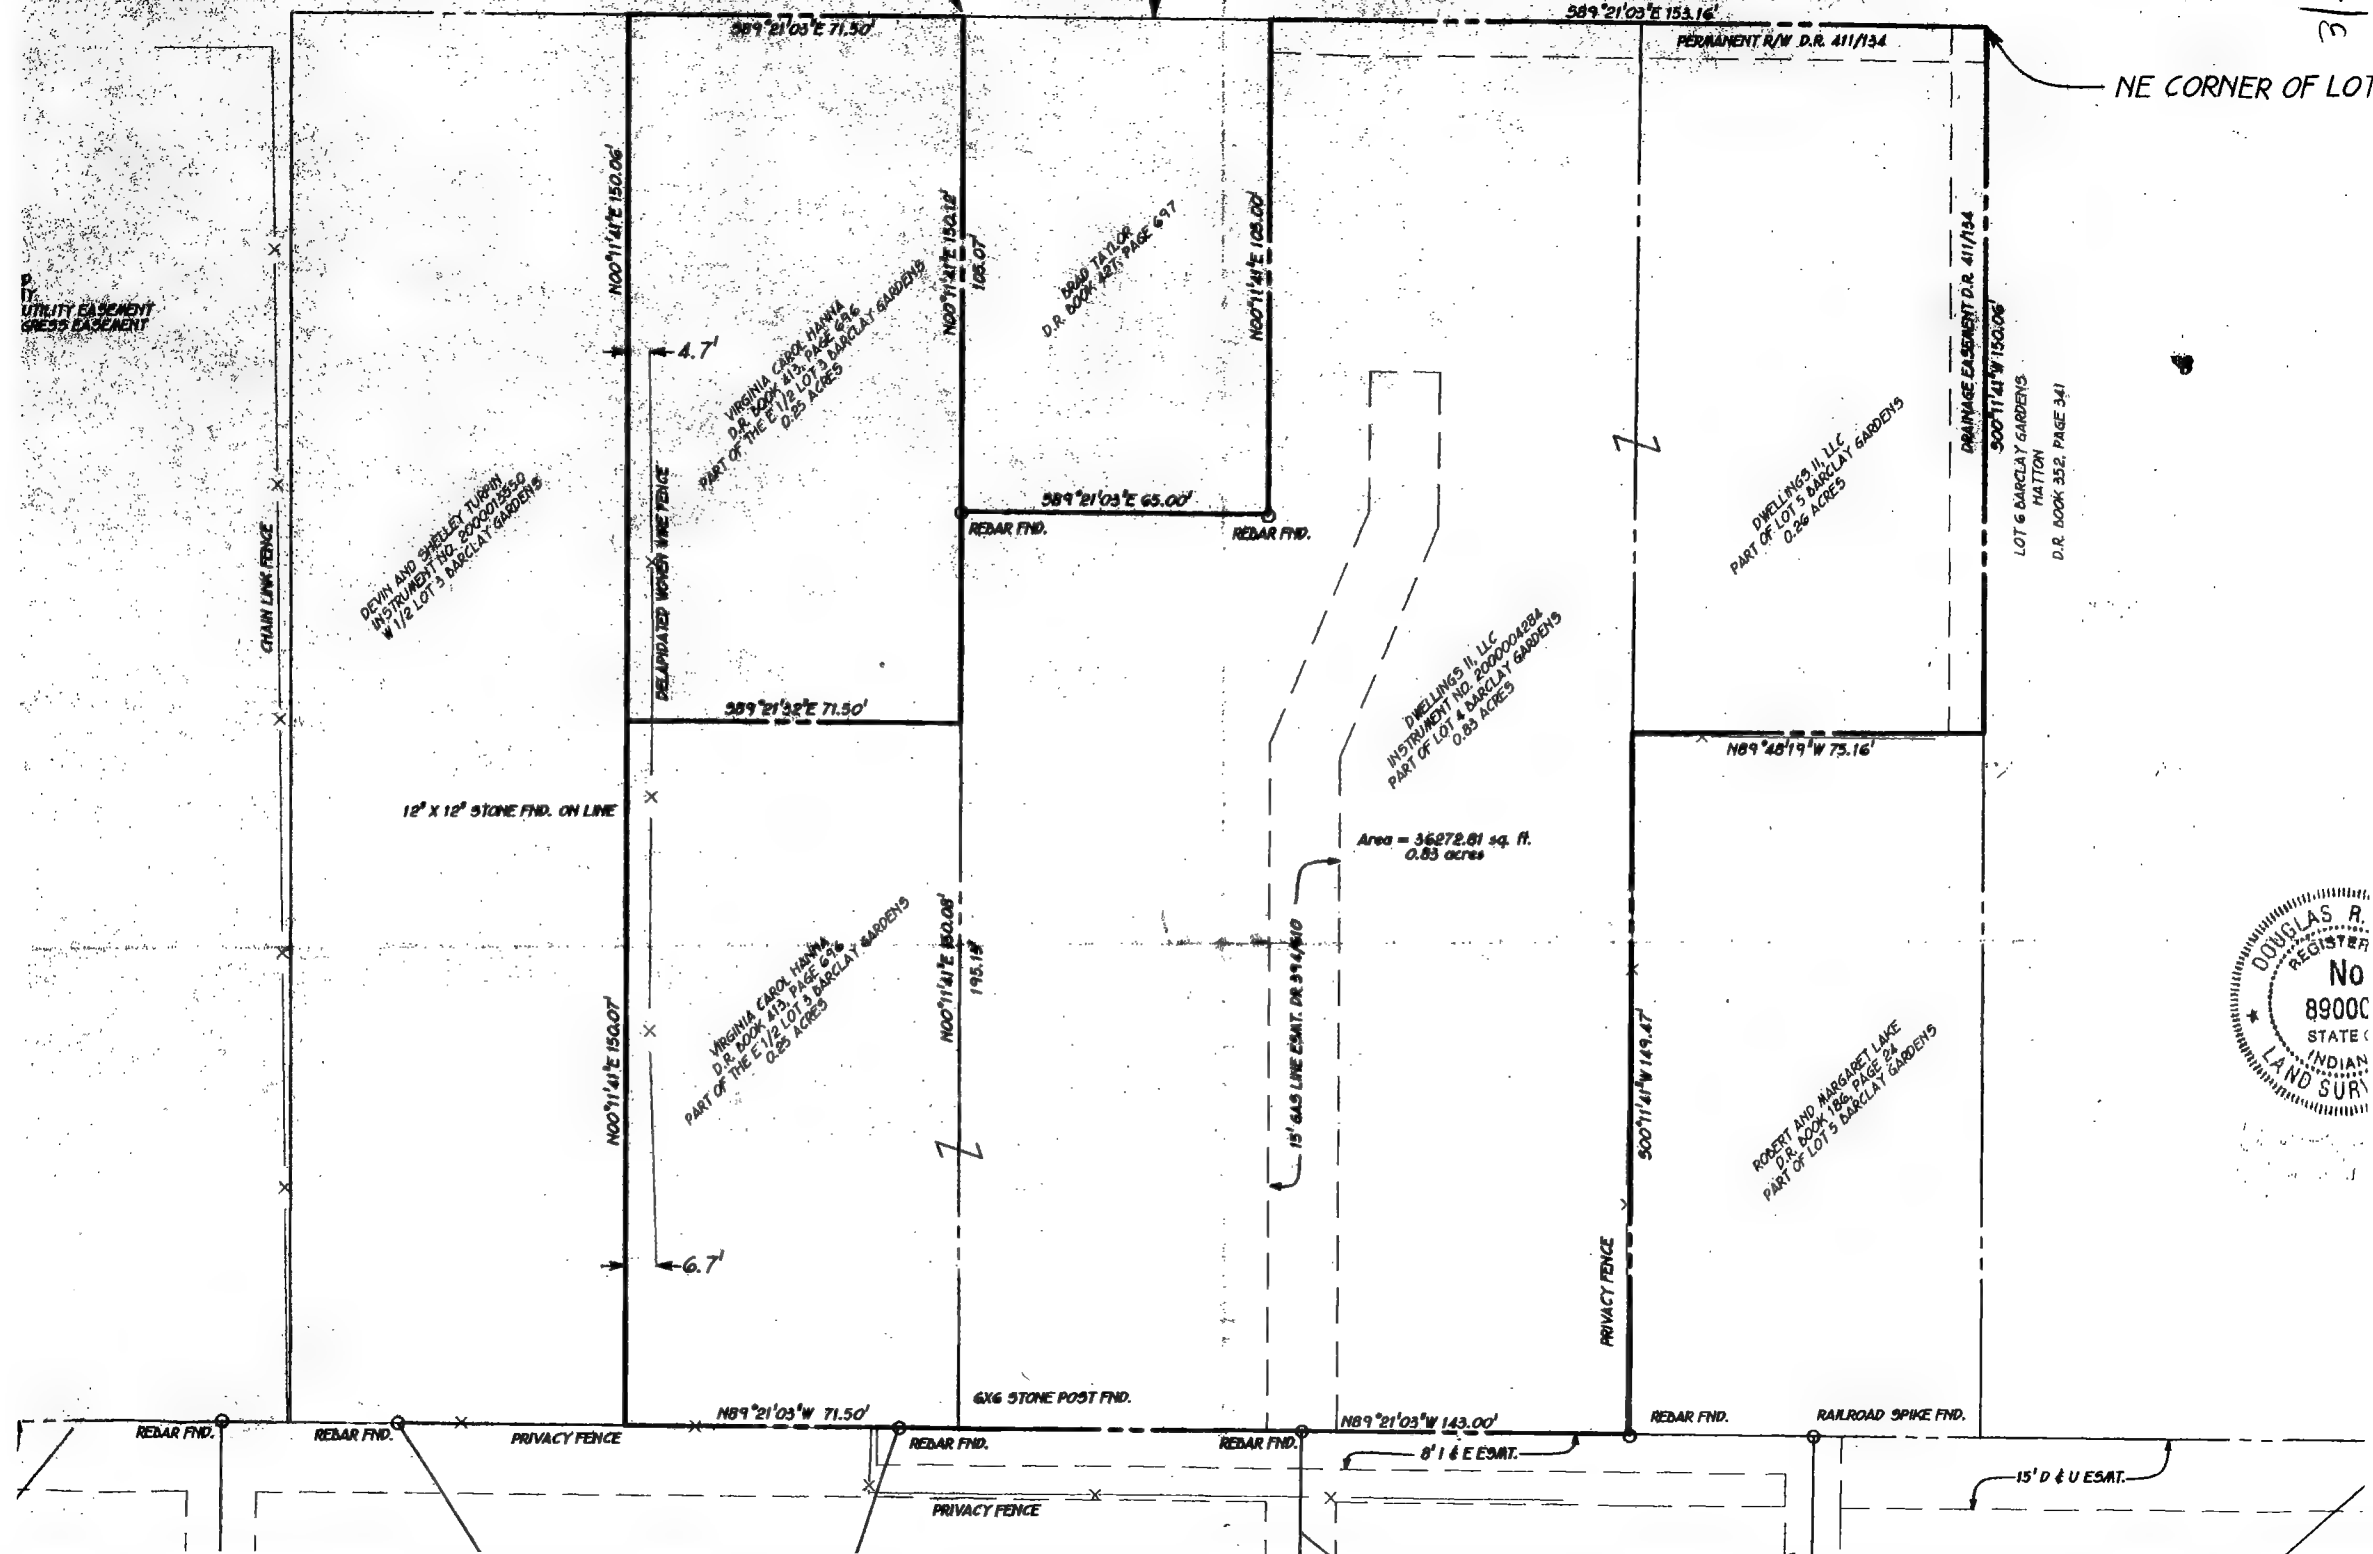 S89°21'03"E 71.50'
S89°21'03"E 153.16'
PERMANENT R/W D.R. 411/134
NE CORNER OF LOT
N00°11'41"E 150.06'
N00°11'41"E 150.12'
105.07'
N00°11'41"E 105.00'
BRAD TAYLOR
D.R. BOOK 427, PAGE 697
UTILITY EASEMENT
GRESS EASEMENT
4.7'
VIRGINIA CAROL HANNA
D.R. BOOK 413, PAGE 696
PART OF THE E 1/2 LOT 3 BARCLAY GARDENS
0.25 ACRES
DRAINAGE EASEMENT D.R. 411/134
S00°11'41"W 150.06'
LOT 6 BARCLAY GARDENS
HATTON
D.R. BOOK 352, PAGE 341
CHAIN LINK FENCE
DEVIN AND SHELLEY TURPIN
INSTRUMENT NO. 200001555.0
W 1/2 LOT 3 BARCLAY GARDENS
DELAPIDATED WOVEN WIRE FENCE
S89°21'03"E 65.00'
REBAR FND.
REBAR FND.
DWELLINGS II, LLC
PART OF LOT 5 BARCLAY GARDENS
0.26 ACRES
DWELLINGS II, LLC
INSTRUMENT NO. 2000004284
PART OF LOT 4 BARCLAY GARDENS
0.83 ACRES
S89°21'32"E 71.50'
N89°48'19"W 75.16'
12" X 12" STONE FND. ON LINE
Area = 36272.81 sq. ft.
0.83 acres
N00°11'41"E 150.07'
VIRGINIA CAROL HANNA
D.R. BOOK 413, PAGE 696
PART OF THE E 1/2 LOT 3 BARCLAY GARDENS
0.25 ACRES
N00°11'41"E 150.08'
195.15'
15' GAS LINE ESMT. DR 394/610
S00°11'41"W 149.47'
PRIVACY FENCE
ROBERT AND MARGARET LAKE
D.R. BOOK 186, PAGE 24
PART OF LOT 5 BARCLAY GARDENS
DOUGLAS R.
REGISTER
No
8900
STATE
INDIAN
LAND SUR
6.7'
6X6 STONE POST FND.
N89°21'03"W 71.50'
N89°21'03"W 143.00'
REBAR FND.
RAILROAD SPIKE FND.
REBAR FND.
REBAR FND.
PRIVACY FENCE
REBAR FND.
REBAR FND.
8' I & E ESMT.
15' D & U ESMT.
PRIVACY FENCE